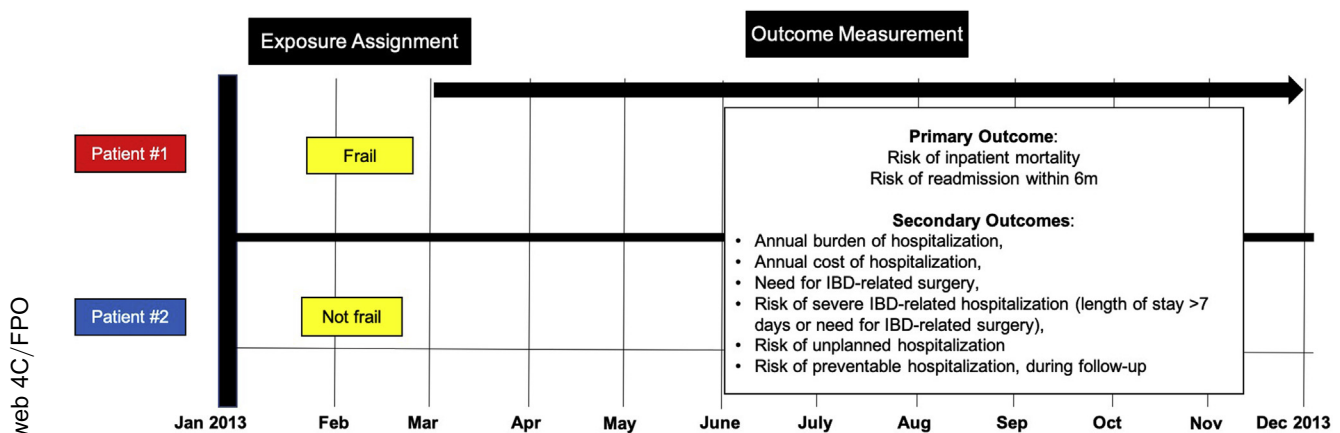 Exposure Assignment
Outcome Measurement
Patient #1
Frail
Primary Outcome:
Risk of inpatient mortality
Risk of readmission within 6m
Secondary Outcomes:
• Annual burden of hospitalization,
• Annual cost of hospitalization,
• Need for IBD-related surgery,
• Risk of severe IBD-related hospitalization (length of stay >7
days or need for IBD-related surgery),
• Risk of unplanned hospitalization
• Risk of preventable hospitalization, during follow-up
Patient #2
Not frail
web 4C/FPO
Jan 2013 Feb Mar Apr May June July Aug Sep Oct Nov Dec 2013